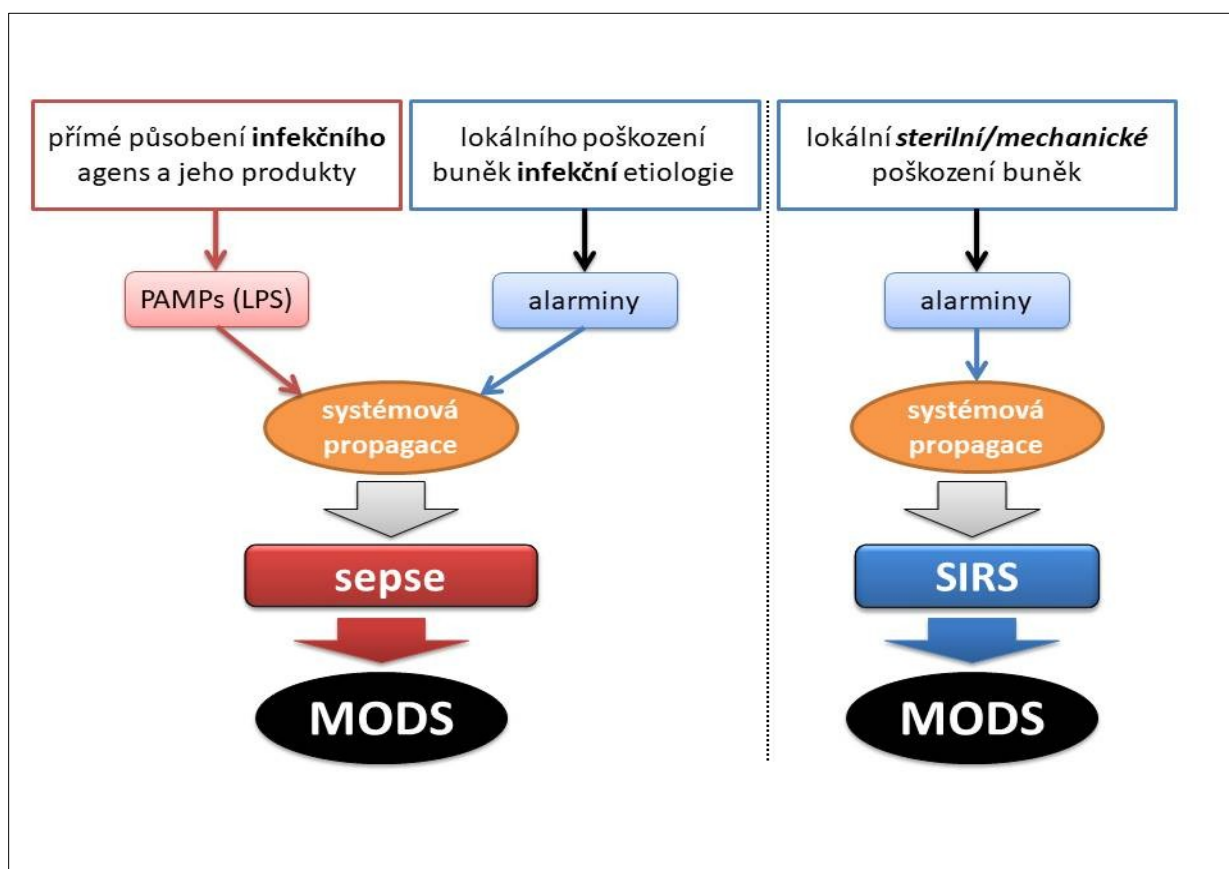 přímé působení infekčního
agens a jeho produkty
lokálního poškození
buněk infekční etiologie
lokální sterilní/mechanické
poškození buněk
PAMPs (LPS)
alarminy
alarminy
systémová
propagace
systémová
propagace
sepse
SIRS
MODS
MODS